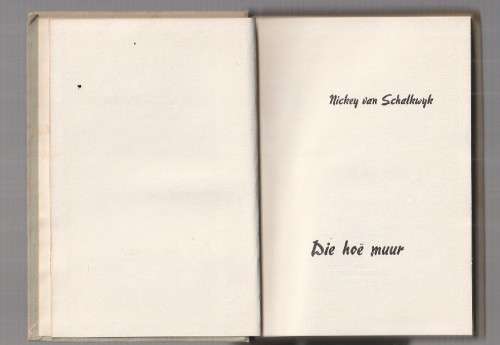 Nickey van Schalkwyk
Die hoë muur